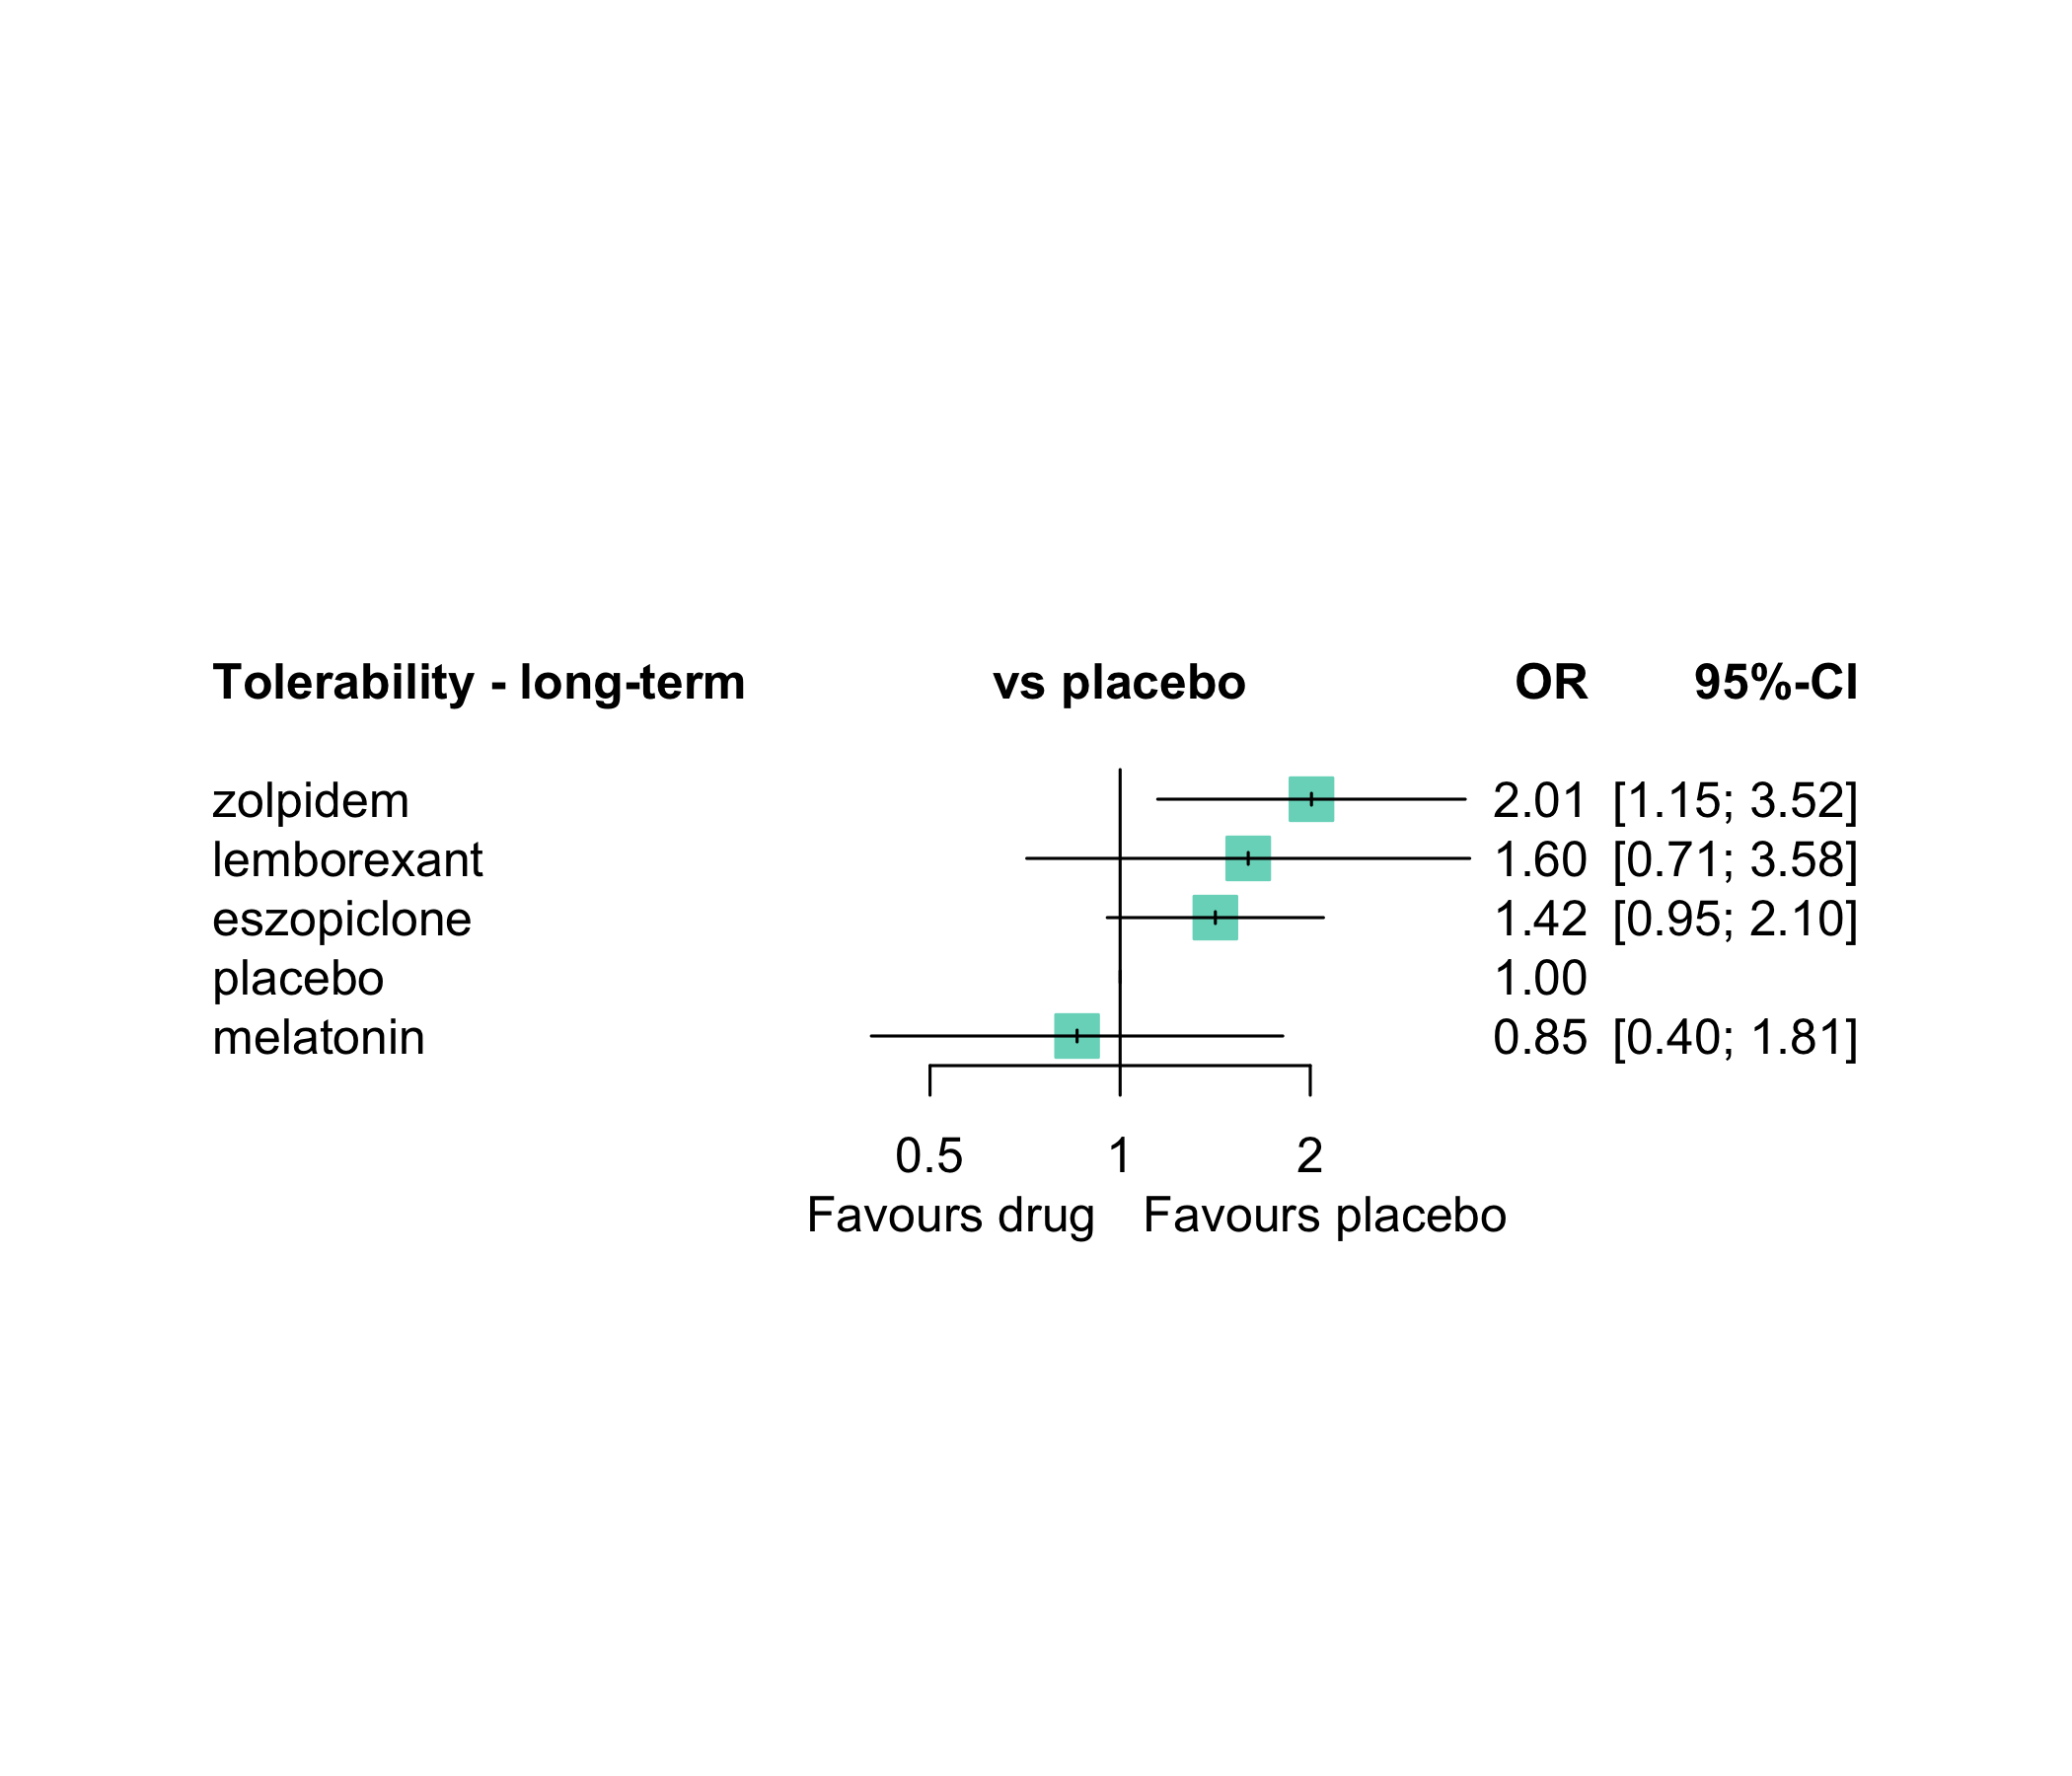 Tolerability - long-term vs placebo OR 95%-CI
zolpidem 2.01 [1.15; 3.52]
lemborexant 1.60 [0.71; 3.58]
eszopiclone 1.42 [0.95; 2.10]
placebo 1.00
melatonin 0.85 [0.40; 1.81]
0.5 1 2
Favours drug Favours placebo